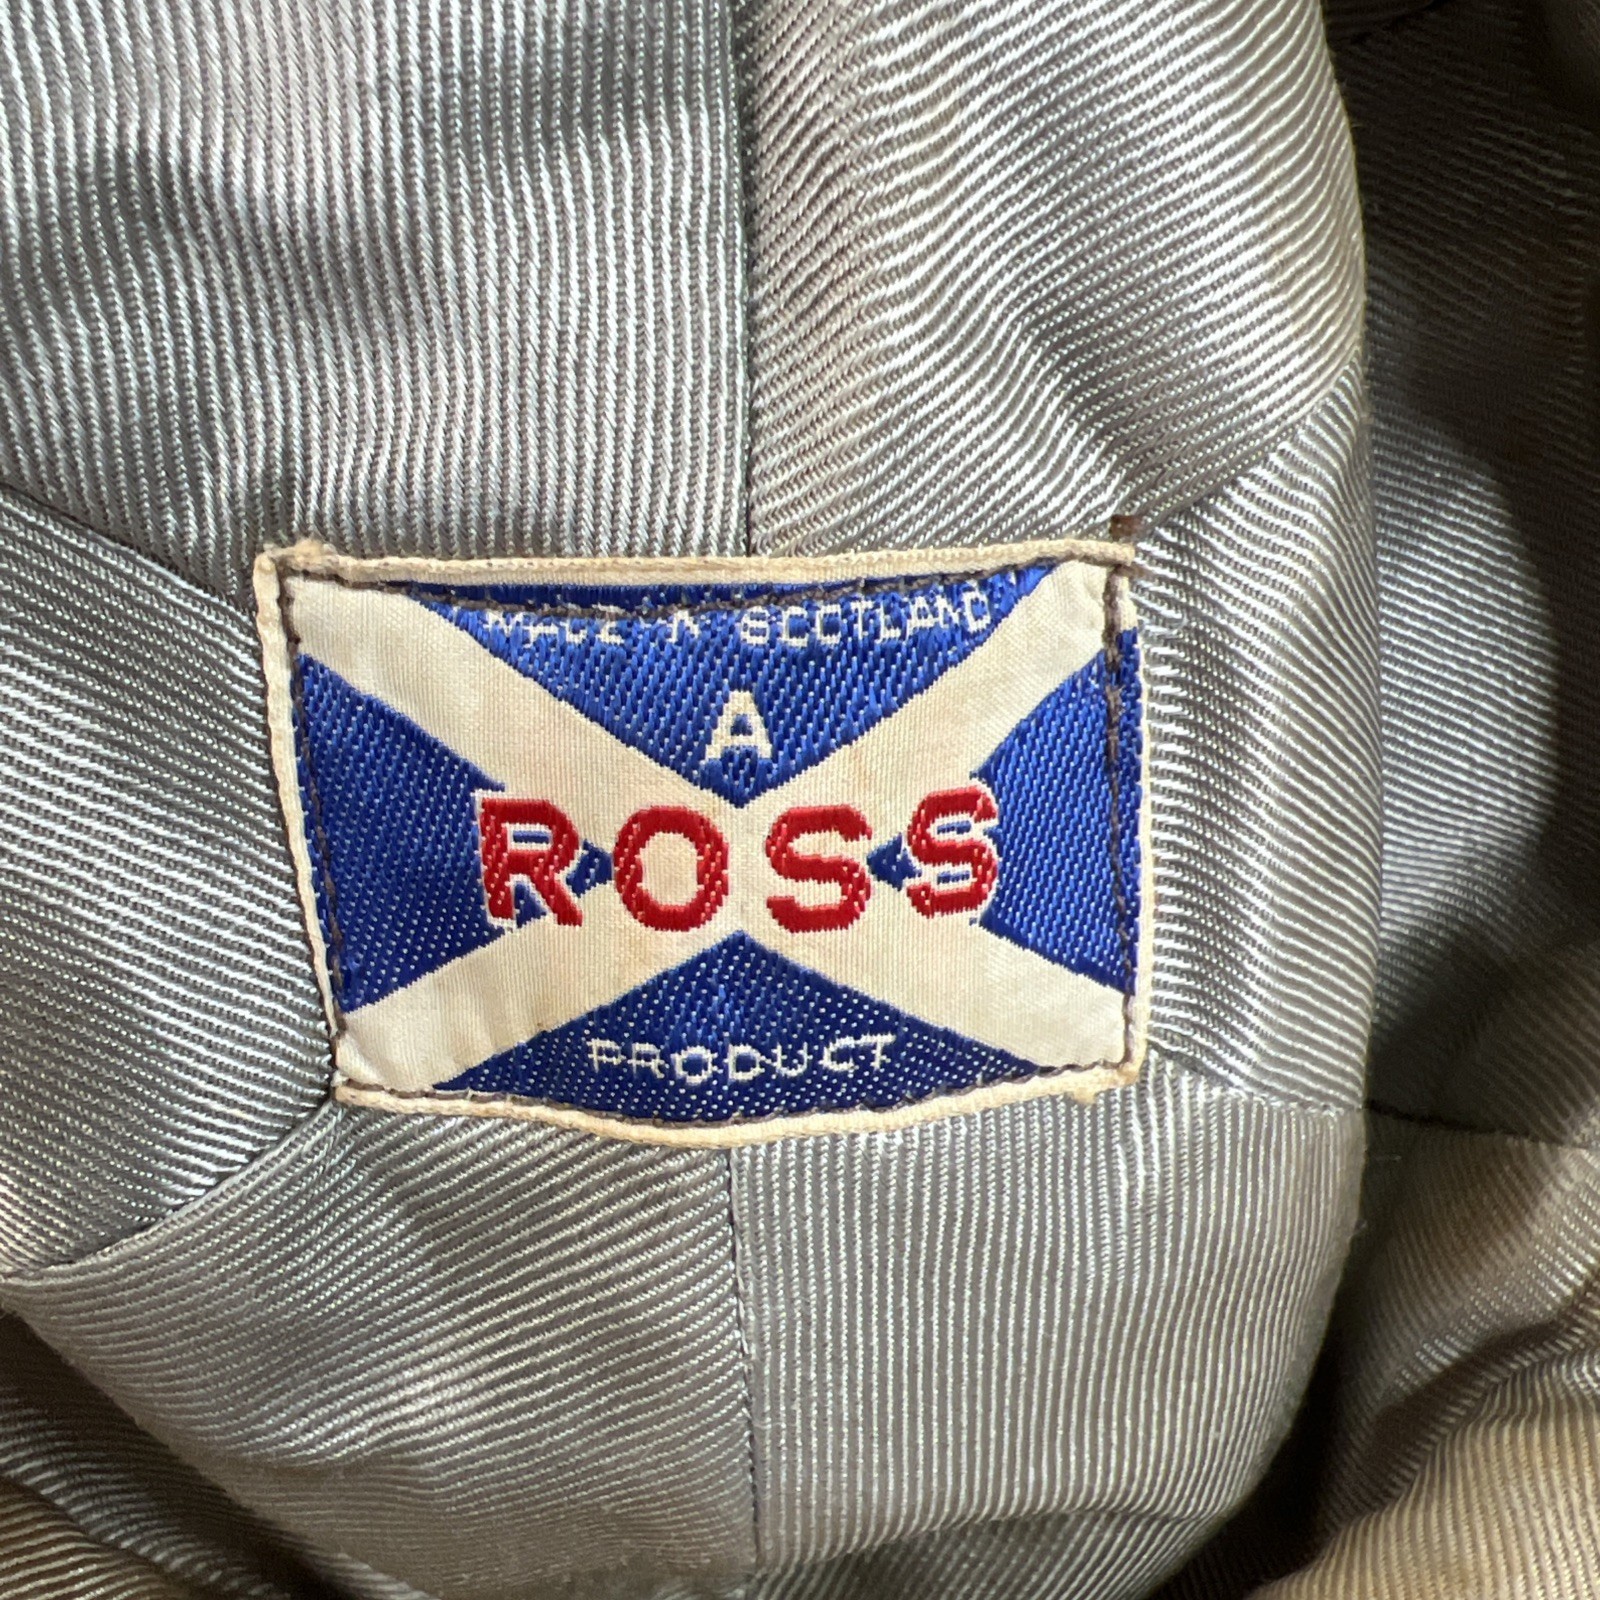 MADE IN SCOTLAND
A
ROSS
PRODUCT